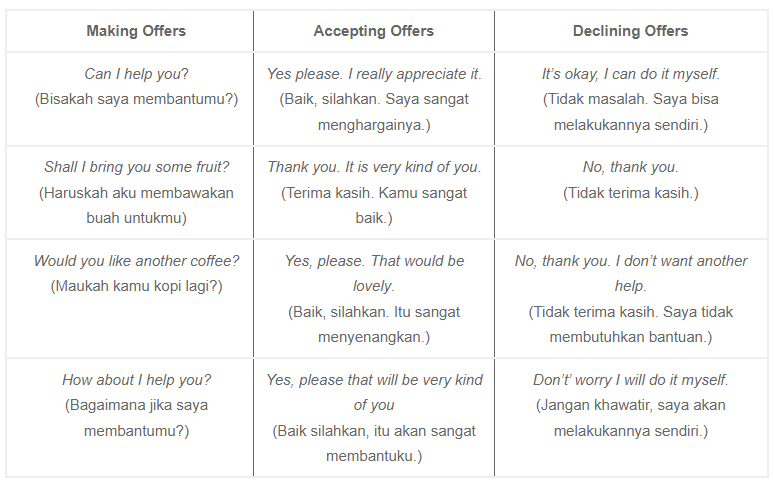 Making Offers
Accepting Offers
Declining Offers
Can I help you?
(Bisakah saya membantumu?)
Yes please. I really appreciate it.
(Baik, silahkan. Saya sangat
menghargainya.)
It’s okay, I can do it myself.
(Tidak masalah. Saya bisa
melakukannya sendiri.)
Shall I bring you some fruit?
(Haruskah aku membawakan
buah untukmu)
Thank you. It is very kind of you.
(Terima kasih. Kamu sangat
baik.)
No, thank you.
(Tidak terima kasih.)
Would you like another coffee?
(Maukah kamu kopi lagi?)
Yes, please. That would be
lovely.
(Baik, silahkan. Itu sangat
menyenangkan.)
No, thank you. I don’t want another
help.
(Tidak terima kasih. Saya tidak
membutuhkan bantuan.)
How about I help you?
(Bagaimana jika saya
membantumu?)
Yes, please that will be very kind
of you
(Baik silahkan, itu akan sangat
membantuku.)
Don’t’ worry I will do it myself.
(Jangan khawatir, saya akan
melakukannya sendiri.)